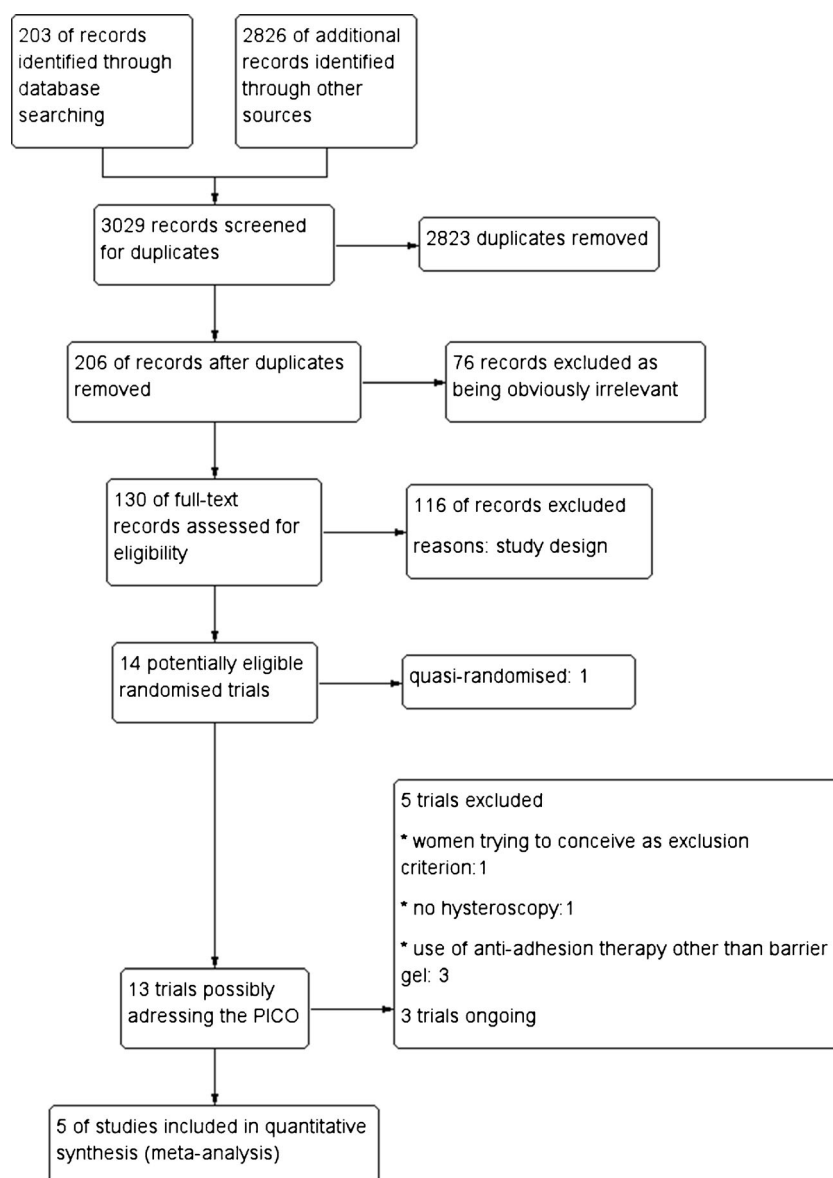 203 of records
identified through
database
searching
2826 of additional
records identified
through other
sources
3029 records screened
for duplicates
2823 duplicates removed
206 of records after duplicates
removed
76 records excluded as
being obviously irrelevant
130 of full-text
records assessed for
eligibility
116 of records excluded
reasons: study design
14 potentially eligible
randomised trials
quasi-randomised: 1
5 trials excluded
* women trying to conceive as exclusion
criterion:1
* no hysteroscopy:1
* use of anti-adhesion therapy other than barrier
gel: 3
3 trials ongoing
13 trials possibly
adressing the PICO
5 of studies included in quantitative
synthesis (meta-analysis)